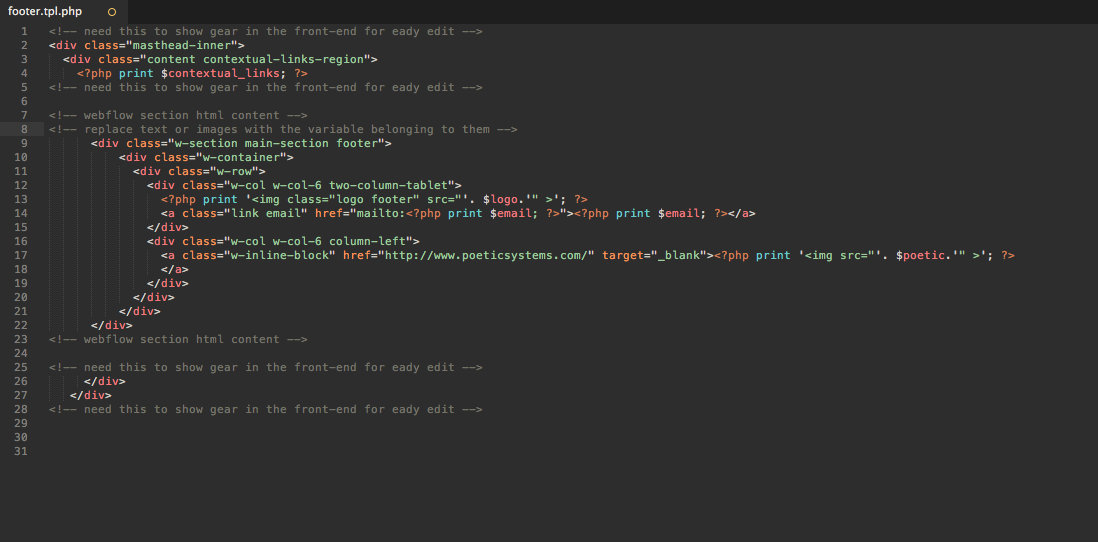 footer.tpl.php
1 <!-- need this to show gear in the front-end for eady edit -->
2 <div class="masthead-inner">
3 <div class="content contextual-links-region">
4 <?php print $contextual_links; ?>
5 <!-- need this to show gear in the front-end for eady edit -->
6
7 <!-- webflow section html content -->
8 <!-- replace text or images with the variable belonging to them -->
9 <div class="w-section main-section footer">
10 <div class="w-container">
11 <div class="w-row">
12 <div class="w-col w-col-6 two-column-tablet">
13 <?php print '<img class="logo footer" src="'. $logo.'" >'; ?>
14 <a class="link email" href="mailto:<?php print $email; ?>"><?php print $email; ?></a>
15 </div>
16 <div class="w-col w-col-6 column-left">
17 <a class="w-inline-block" href="http://www.poeticsystems.com/" target="_blank"><?php print '<img src="'. $poetic.'" >'; ?>
18 </a>
19 </div>
20 </div>
21 </div>
22 </div>
23 <!-- webflow section html content -->
24
25 <!-- need this to show gear in the front-end for eady edit -->
26 </div>
27 </div>
28 <!-- need this to show gear in the front-end for eady edit -->
29
30
31